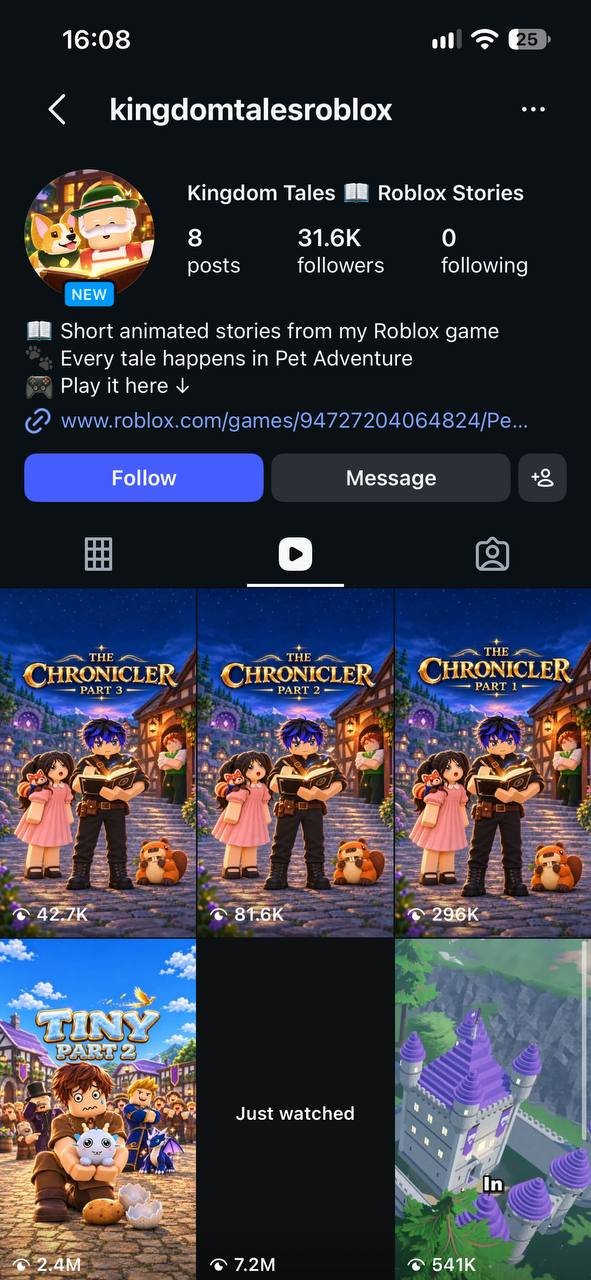 16:08
25
kingdomtalesroblox
Kingdom Tales 📖 Roblox Stories
8
31.6K
0
posts
followers
following
NEW
📖 Short animated stories from my Roblox game
🐾 Every tale happens in Pet Adventure
🎮 Play it here ↓
www.roblox.com/games/94727204064824/Pe...
Follow
Message
THE CHRONICLER PART 3
THE CHRONICLER PART 2
THE CHRONICLER PART 1
42.7K
81.6K
296K
TINY
PART 2
Just watched
In
2.4M
7.2M
541K